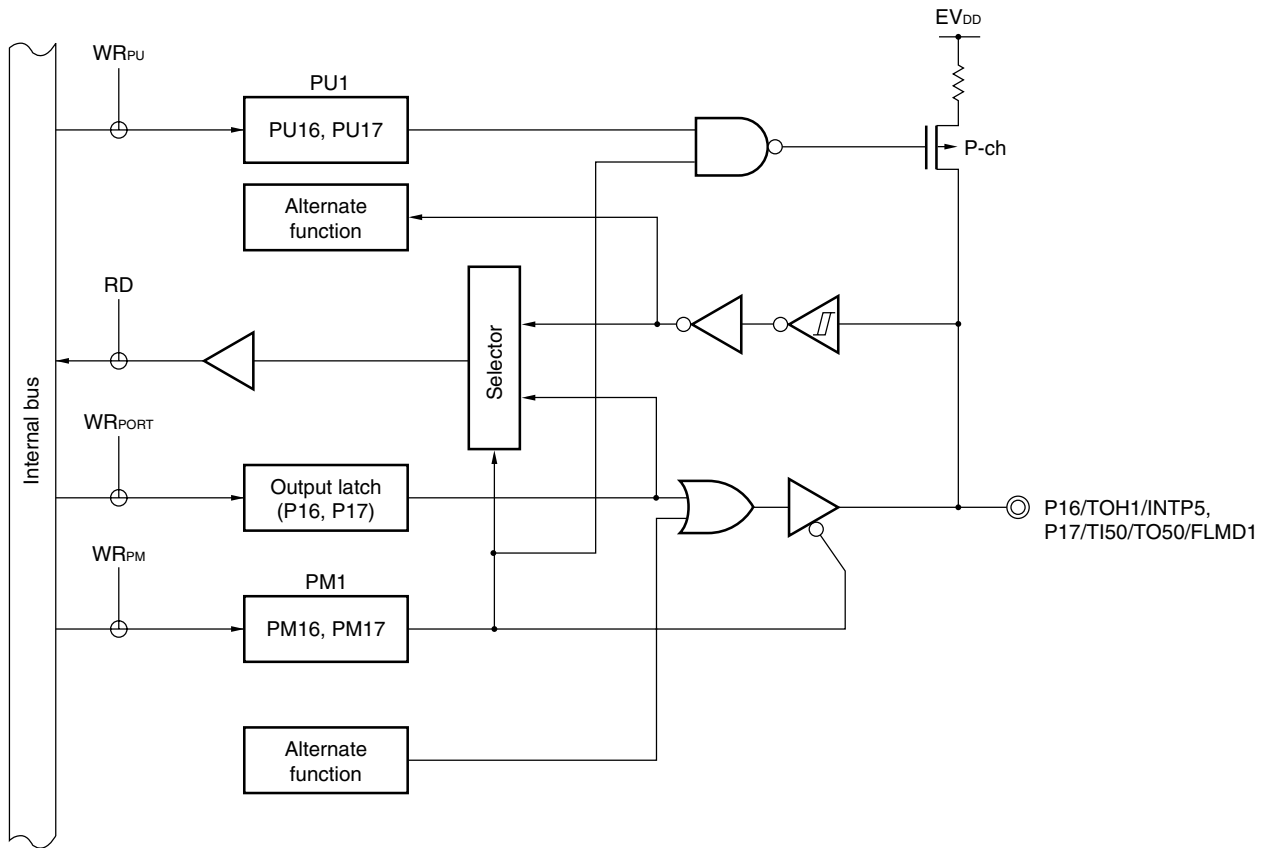 EVDD
WRPU
PU1
PU16, PU17
P-ch
Alternate
function
RD
Selector
Internal bus
WRPORT
Output latch
(P16, P17)
P16/TOH1/INTP5,
P17/TI50/TO50/FLMD1
WRPM
PM1
PM16, PM17
Alternate
function